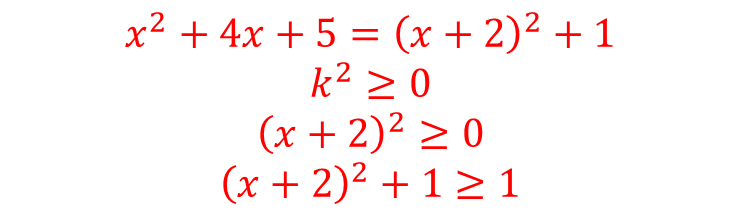 x² + 4x + 5 = (x + 2)² + 1
k² ≥ 0
(x + 2)² ≥ 0
(x + 2)² + 1 ≥ 1